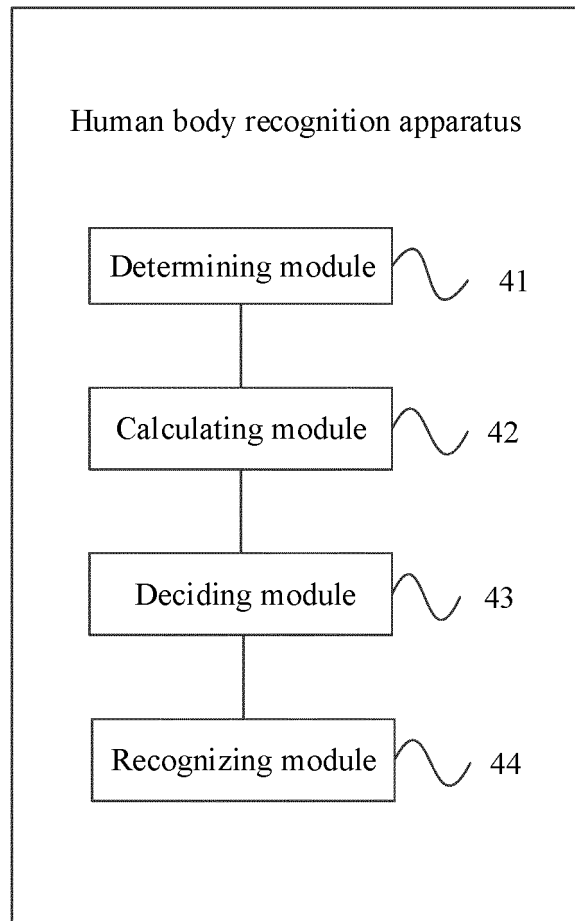 Human body recognition apparatus
Determining module 41
Calculating module 42
Deciding module 43
Recognizing module 44